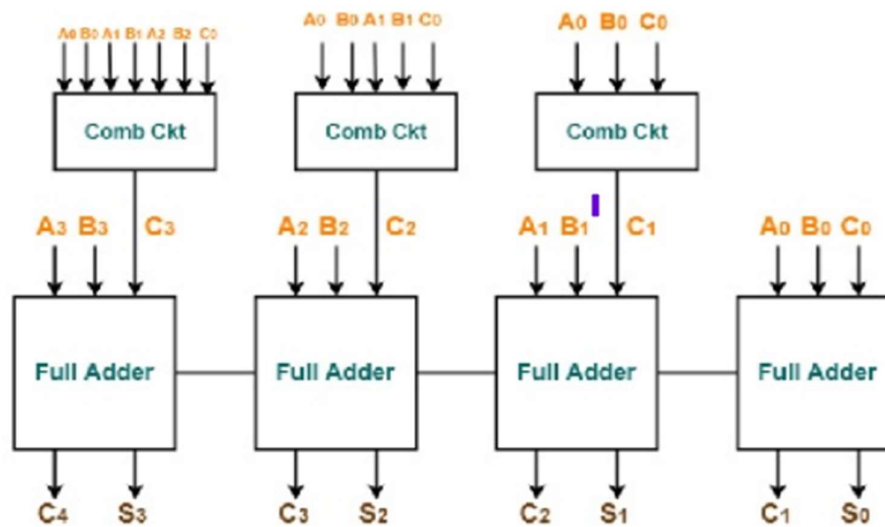 A0 B0 A1 B1 A2 B2 C0
A0 B0 A1 B1 C0
A0 B0 C0
Comb Ckt
Comb Ckt
Comb Ckt
A3 B3 C3
A2 B2 C2
A1 B1 C1
A0 B0 C0
Full Adder
Full Adder
Full Adder
Full Adder
C4 S3
C3 S2
C2 S1
C1 S0